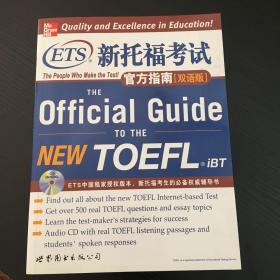 Mc
Graw
Hill
Quality and Excellence in Education!
ETS
新托福考试
The People Who Make the Test!
官方指南[双语版]
THE
Official Guide
TO THE
NEW TOEFL iBT
ETS中国独家授权版本，新托福考生的必备权威辅导书
Find out all about the new TOEFL Internet-based Test
Get over 500 real TOEFL questions and essay topics
Learn the test-maker's strategies for success
Audio CD with real TOEFL listening passages and
students' spoken responses
世界图书出版公司